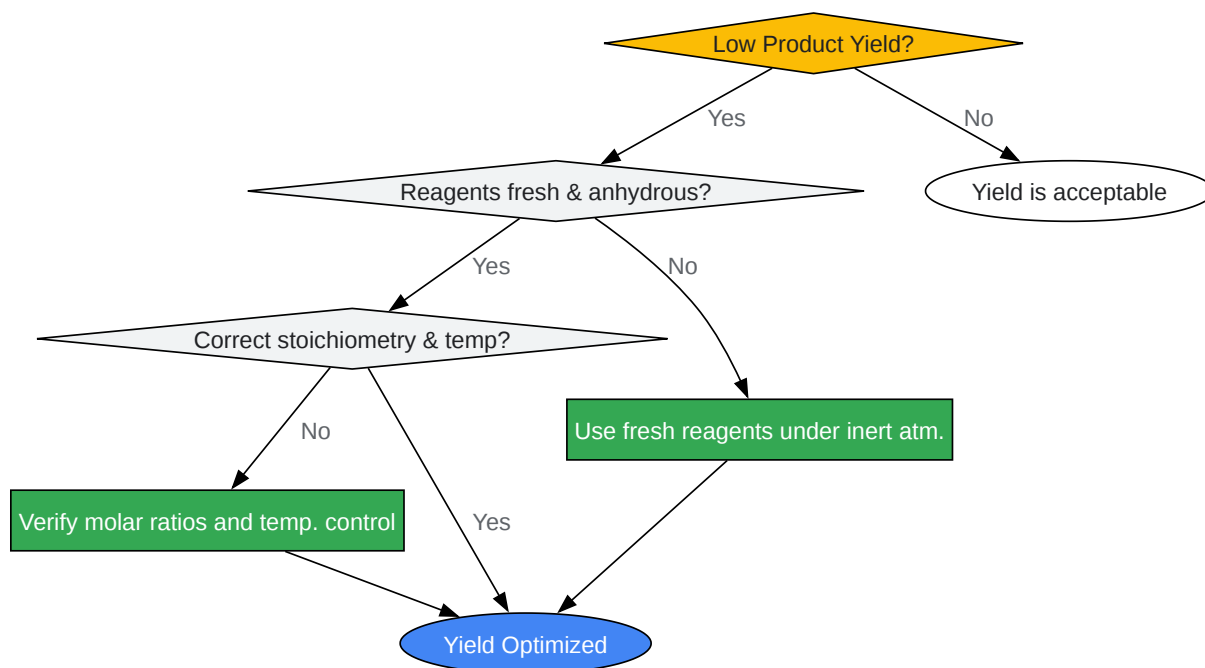 Low Product Yield?
Yes
No
Reagents fresh & anhydrous?
Yield is acceptable
Yes
No
Correct stoichiometry & temp?
No
Use fresh reagents under inert atm.
Verify molar ratios and temp. control
Yes
Yield Optimized